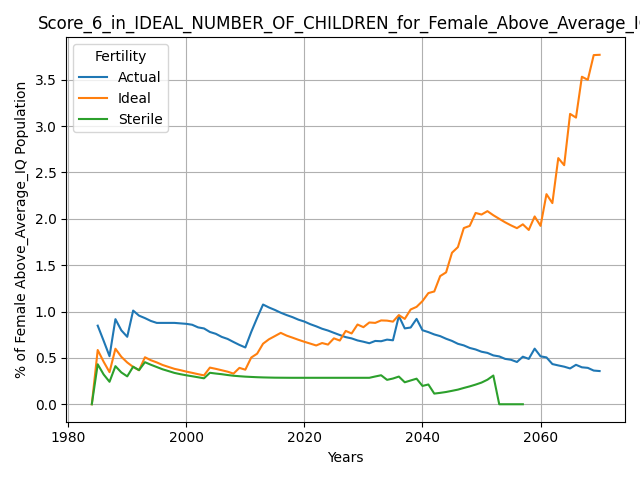 Score_6_in_IDEAL_NUMBER_OF_CHILDREN_for_Female_Above_Average_I
% of Female Above_Average_IQ Population
Fertility
Actual
Ideal
Sterile
3.5
3.0
2.5
2.0
1.5
1.0
0.5
0.0
1980
2000
2020
2040
2060
Years